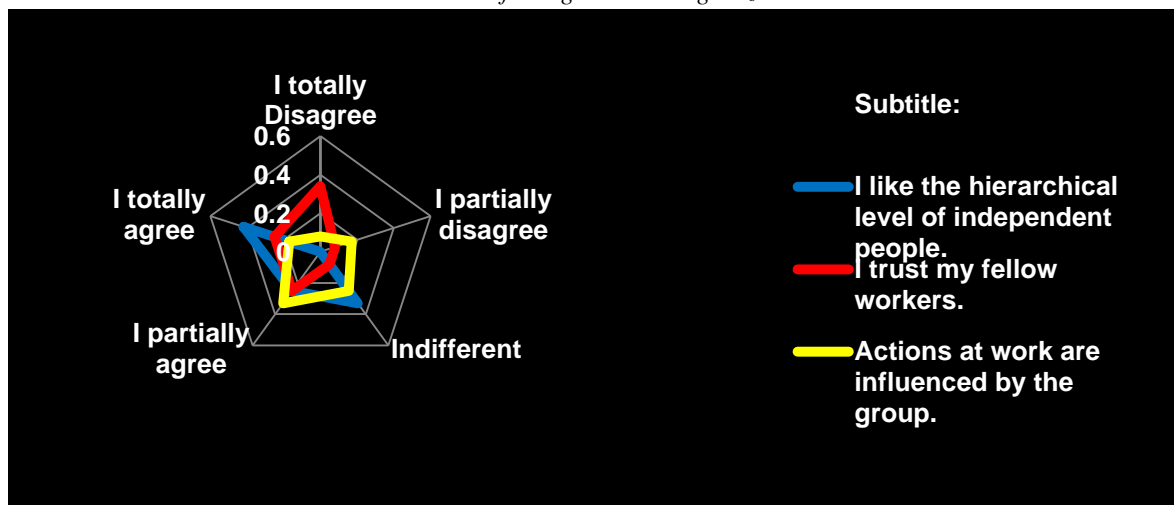 I totally
Disagree
0.6
0.4
0.2
0
I partially
disagree
Indifferent
I partially
agree
I totally
agree
Subtitle:
I like the hierarchical
level of independent
people.
I trust my fellow
workers.
Actions at work are
influenced by the
group.